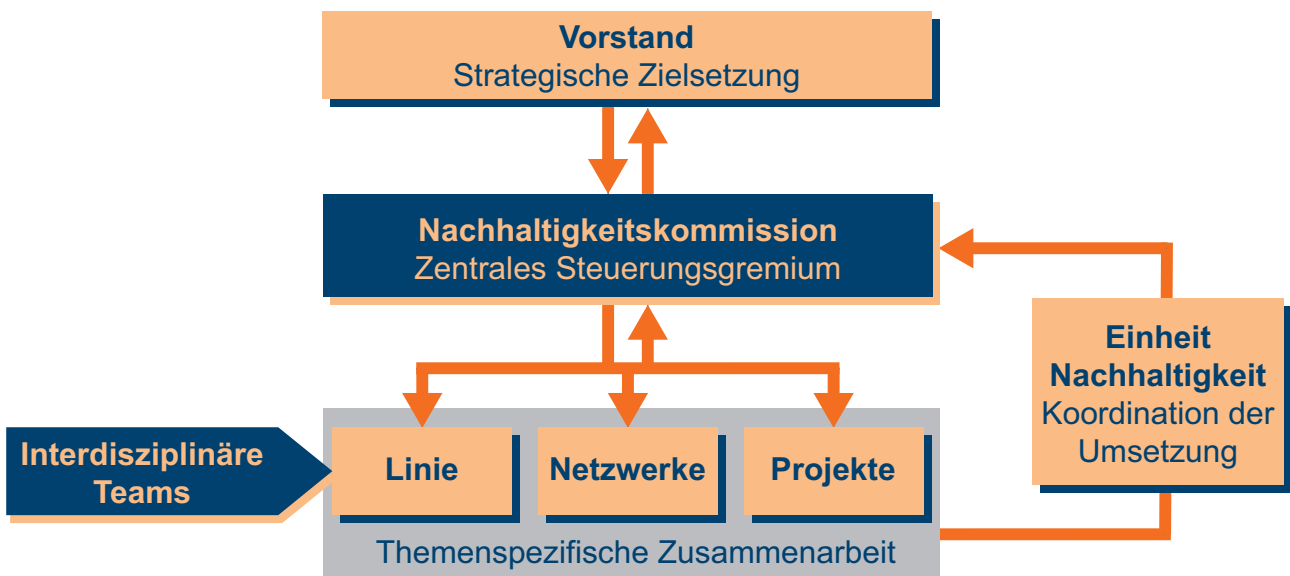 Vorstand
Strategische Zielsetzung
Nachhaltigkeitskommission
Zentrales Steuerungsgremium
Einheit
Nachhaltigkeit
Koordination der
Umsetzung
Interdisziplinäre
Teams
Linie
Netzwerke
Projekte
Themenspezifische Zusammenarbeit